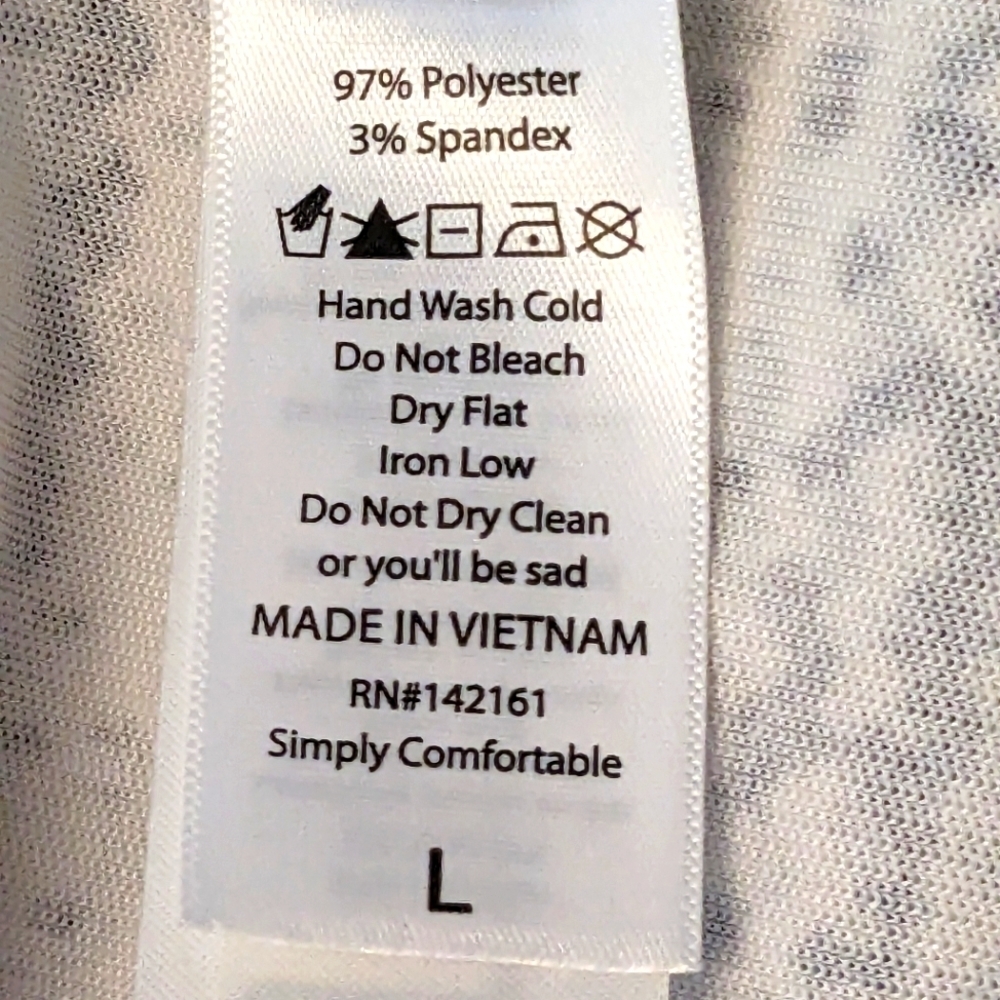 97% Polyester
3% Spandex
Hand Wash Cold
Do Not Bleach
Dry Flat
Iron Low
Do Not Dry Clean
or you'll be sad
MADE IN VIETNAM
RN#142161
Simply Comfortable
L